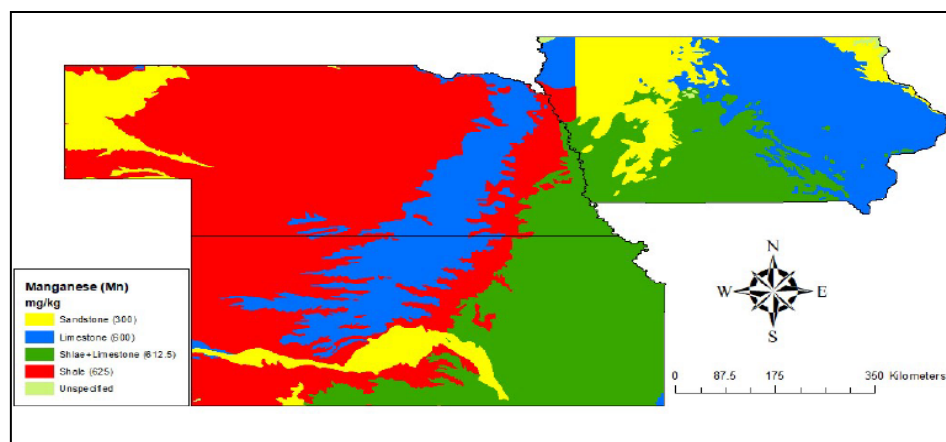 Manganese (Mn)
mg/kg
Sandstone (300)
Limestone (600)
Shlae+Limestone (612.5)
Shale (625)
Unspecified
N
W E
S
0 87.5 175 350 Kilometers